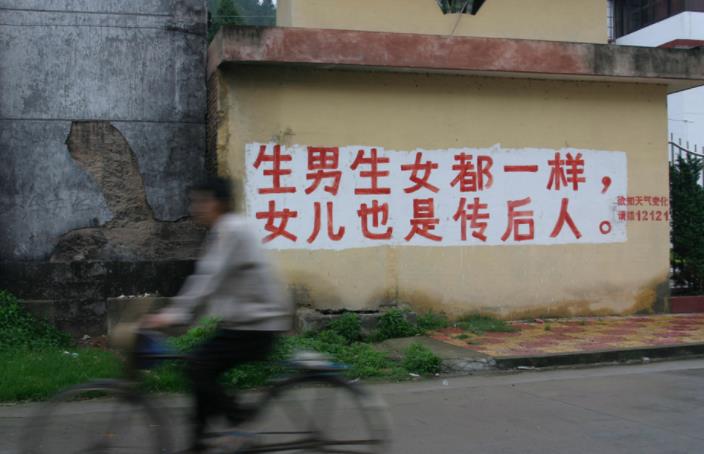 生男生女都一样，
女儿也是传后人。
欲知天气变化
请拨12121